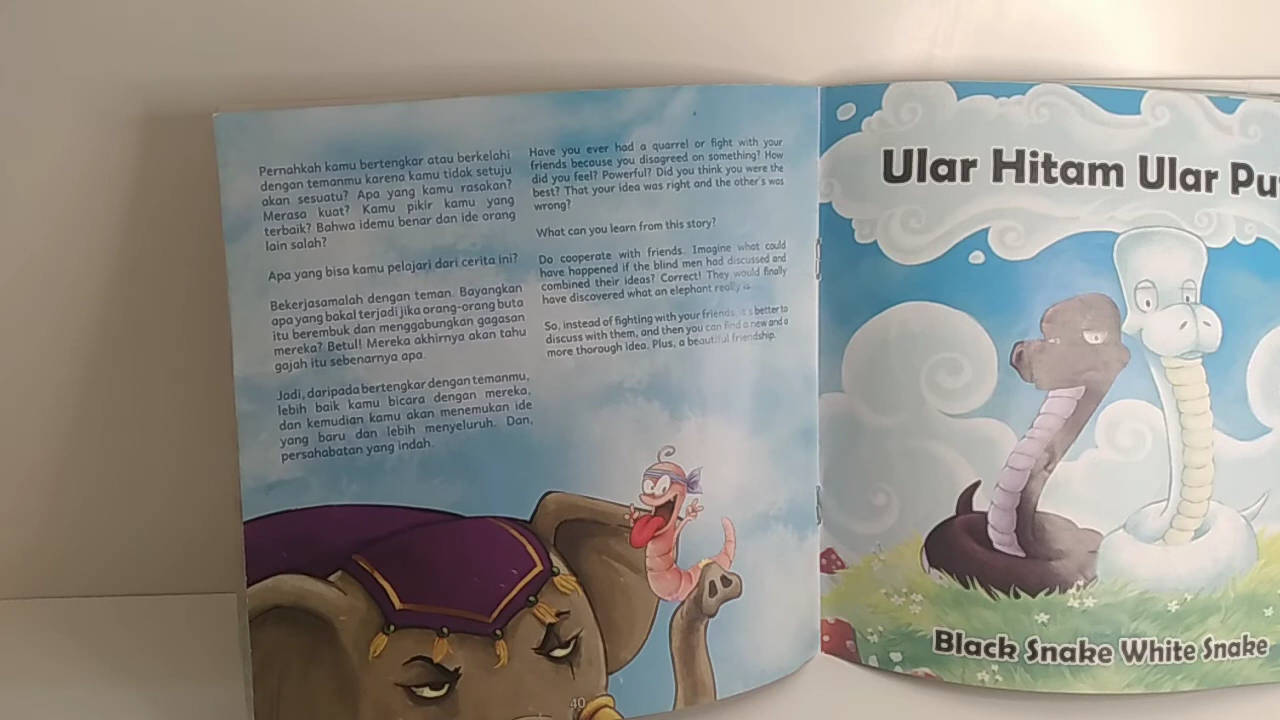 Pernahkah kamu bertengkar atau berkelahi
dengan temanmu karena kamu tidak setuju
akan sesuatu? Apa yang kamu rasakan?
Merasa kuat? Kamu pikir kamu yang
terbaik? Bahwa idemu benar dan ide orang
lain salah?
Apa yang bisa kamu pelajari dari cerita ini?
Bekerjasamalah dengan teman. Bayangkan
apa yang bakal terjadi jika orang-orang buta
itu berembuk dan menggabungkan gagasan
mereka? Betul! Mereka akhirnya akan tahu
gajah itu sebenarnya apa.
Jadi, daripada bertengkar dengan temanmu,
lebih baik kamu bicara dengan mereka,
dan kemudian kamu akan menemukan ide
yang baru dan lebih menyeluruh. Dan,
persahabatan yang indah.
Have you ever had a quarrel or fight with your
friends because you disagreed on something? How
did you feel? Powerful? Did you think you were the
best? That your idea was right and the other's was
wrong?
What can you learn from this story?
Do cooperate with friends. Imagine what could
have happened if the blind men had discussed and
combined their ideas? Correct! They would finally
have discovered what an elephant really is.
So, instead of fighting with your friends, it's better to
discuss with them, and then you can find a new and a
more thorough idea. Plus, a beautiful friendship.
40
Ular Hitam Ular
Black Snake White Snake